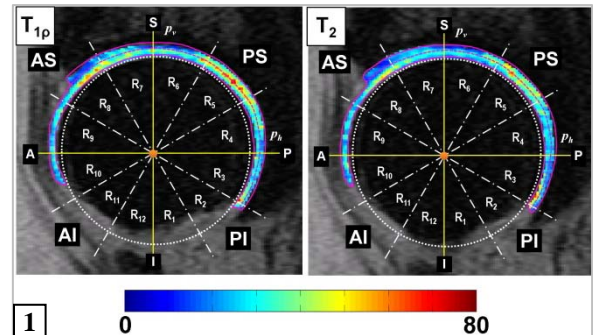 T1ρ
S
pv
AS
PS
R7
R6
R8
R5
R9
R4
ph
A
P
R10
R3
R11
R2
R12
R1
AI
PI
I
T2
S
pv
AS
PS
R7
R6
R8
R5
R9
R4
ph
A
P
R10
R3
R11
R2
R12
R1
AI
PI
I
1
0
80